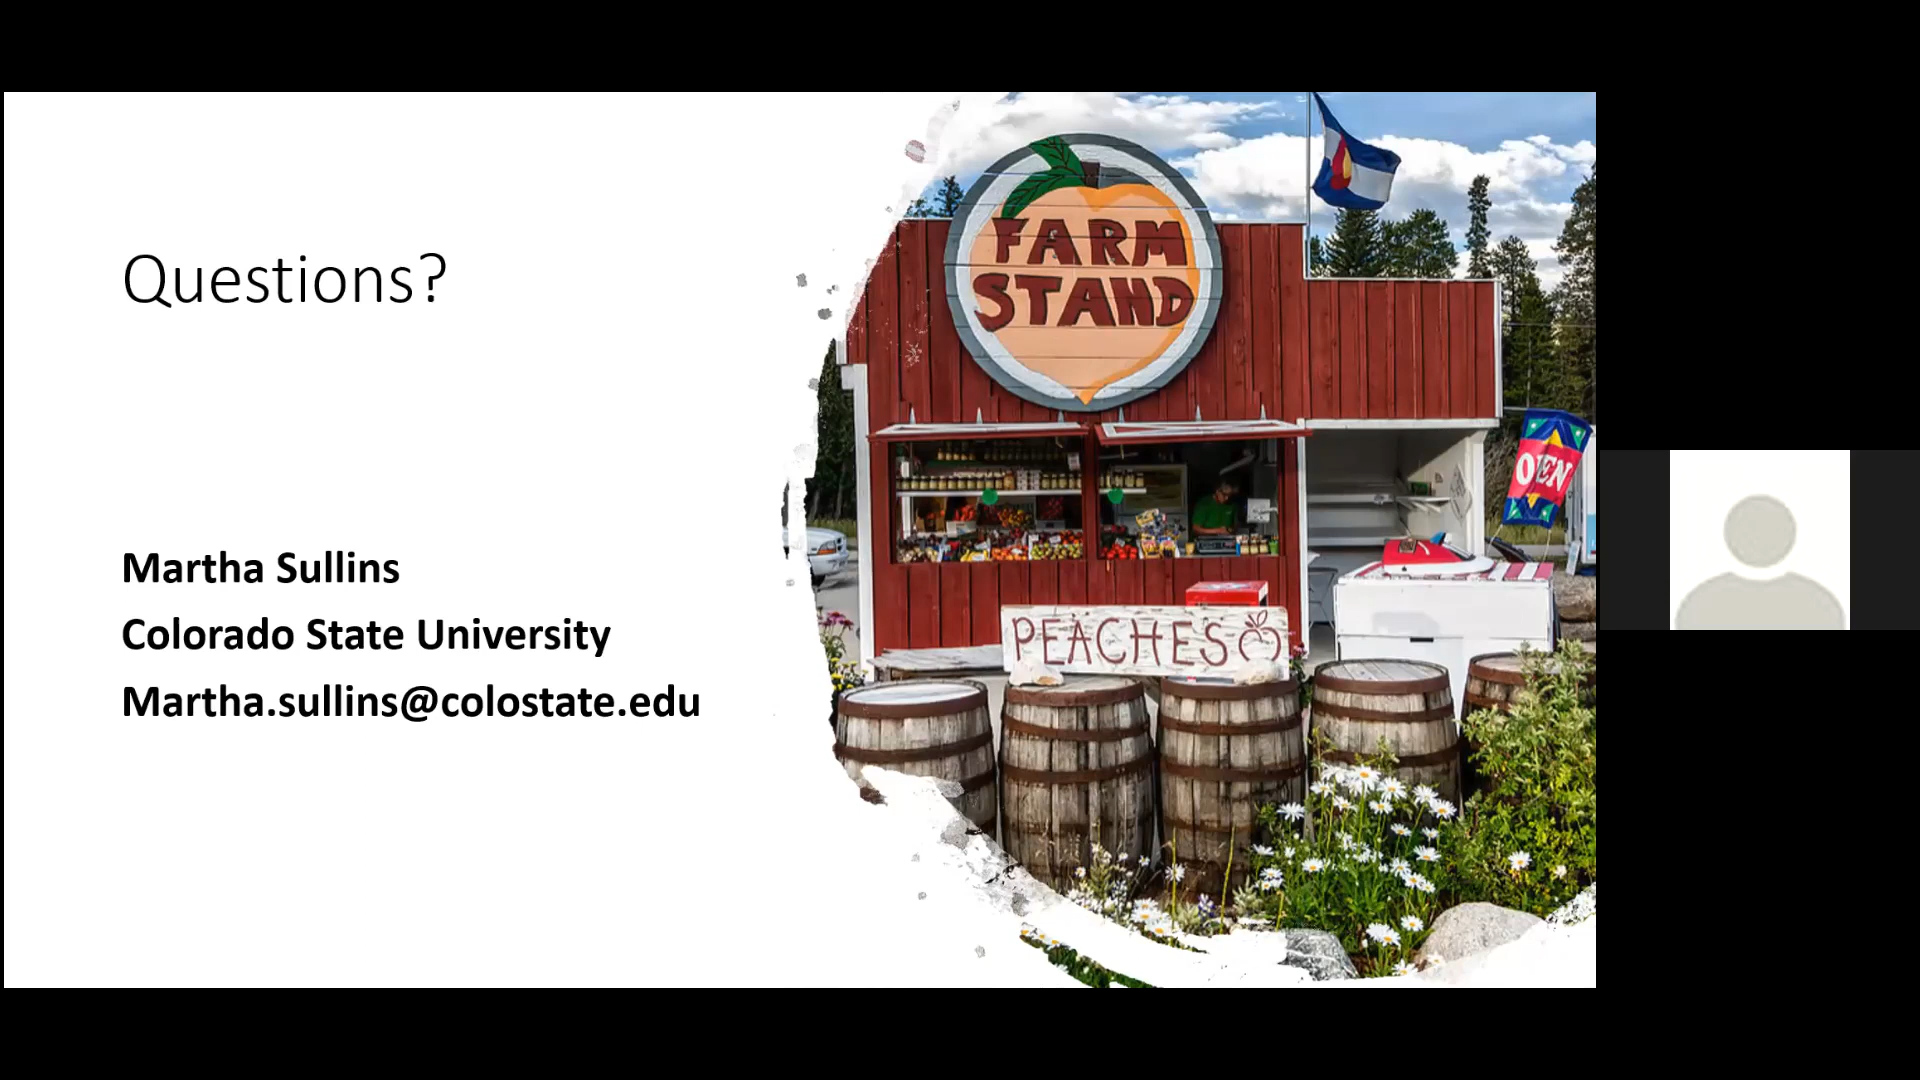 Questions?
Martha Sullins
Colorado State University
Martha.sullins@colostate.edu
FARM
STAND
OPEN
PEACHES